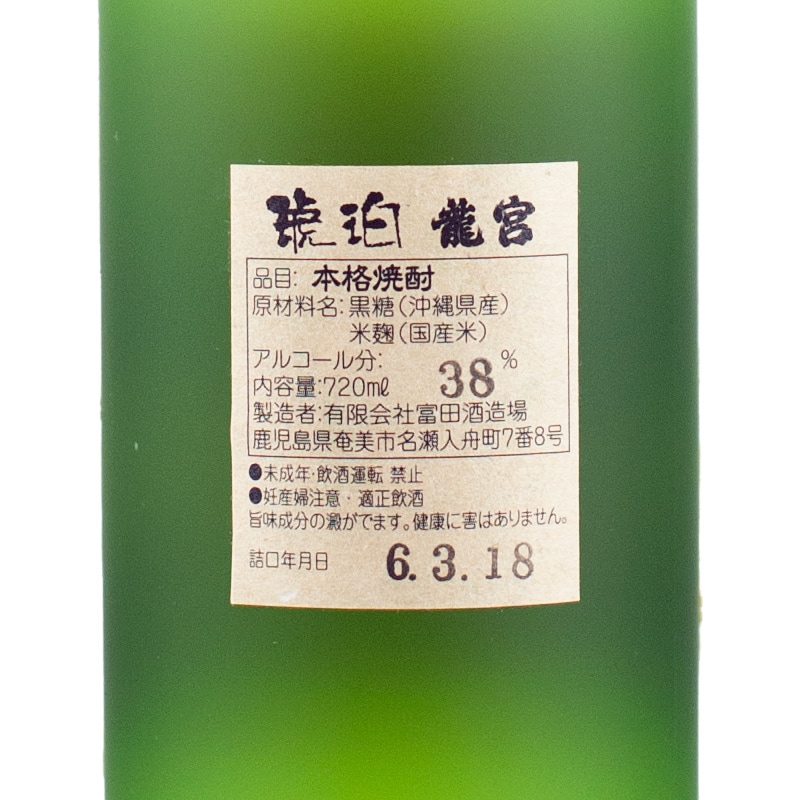 琥珀 龍宮
品目: 本格焼酎
原材料名:黒糖(沖縄県産)
米麹(国産米)
アルコール分: 38%
内容量:720mℓ
製造者:有限会社富田酒造場
鹿児島県奄美市名瀬入舟町7番8号
●未成年・飲酒運転 禁止
●妊産婦注意・適正飲酒
旨味成分の澱がでます。健康に害はありません。
詰口年月日 6.3.18